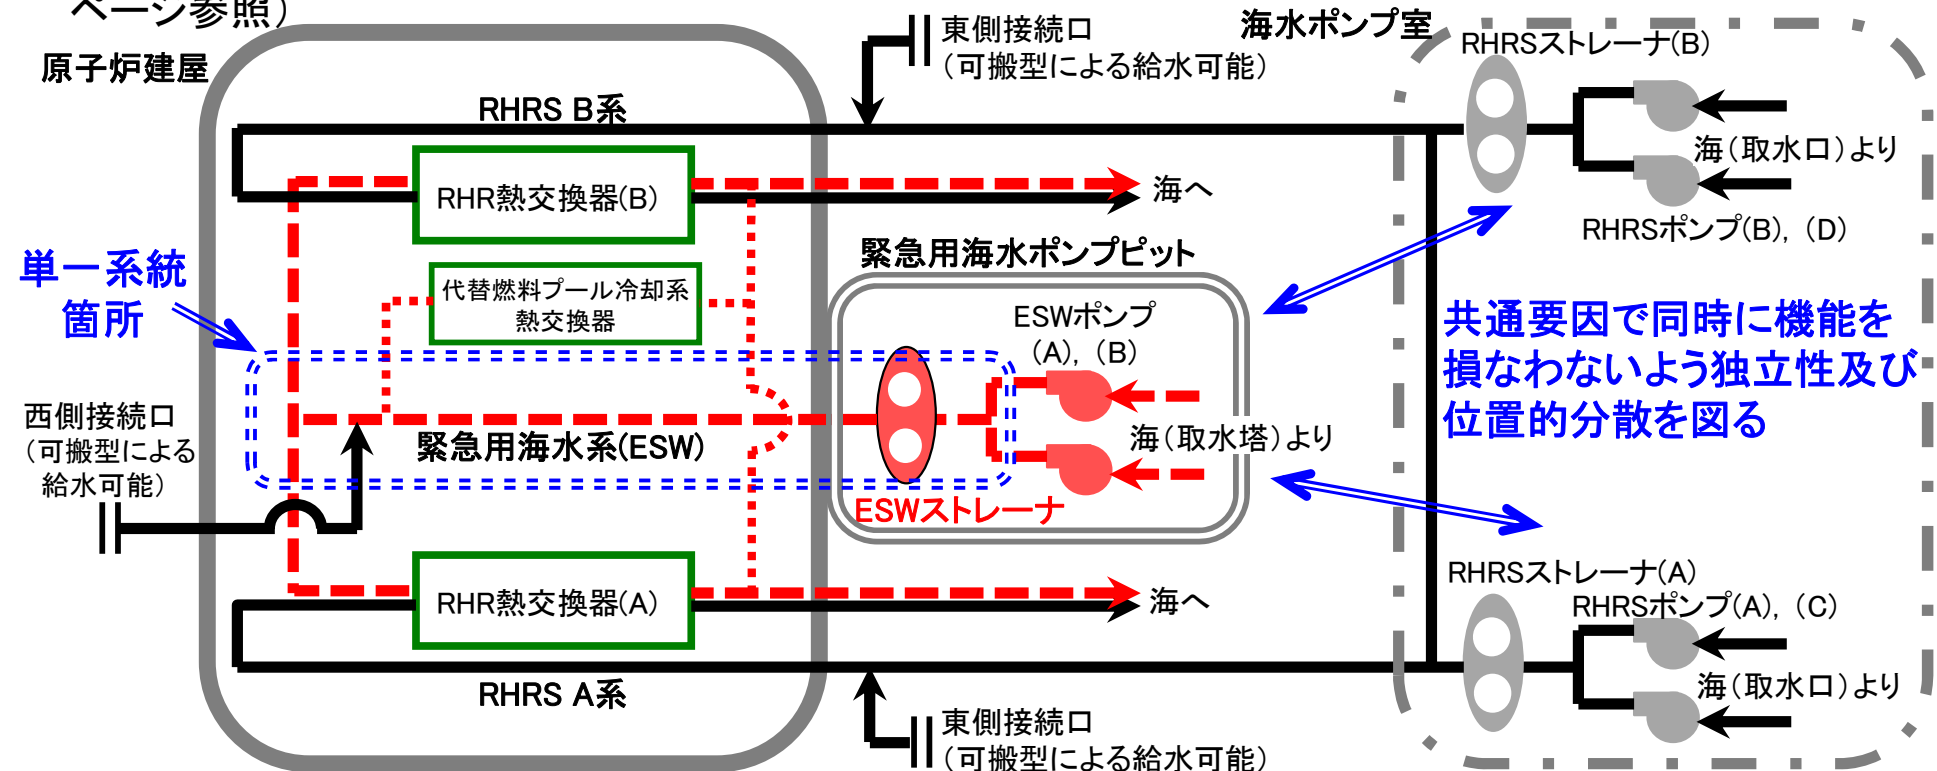 ページ参照)
原子炉建屋
東側接続口
(可搬型による給水可能)
海水ポンプ室
RHRSストレーナ(B)
RHRS B系
海(取水口)より
RHR熱交換器(B)
海へ
RHRSポンプ(B), (D)
緊急用海水ポンプピット
単一系統
箇所
代替燃料プール冷却系
熱交換器
ESWポンプ
(A), (B)
共通要因で同時に機能を
損なわないよう独立性及び
位置的分散を図る
西側接続口
(可搬型による
給水可能)
緊急用海水系(ESW)
海(取水塔)より
ESWストレーナ
RHRSストレーナ(A)
RHRSポンプ(A), (C)
RHR熱交換器(A)
海へ
海(取水口)より
RHRS A系
東側接続口
(可搬型による給水可能)